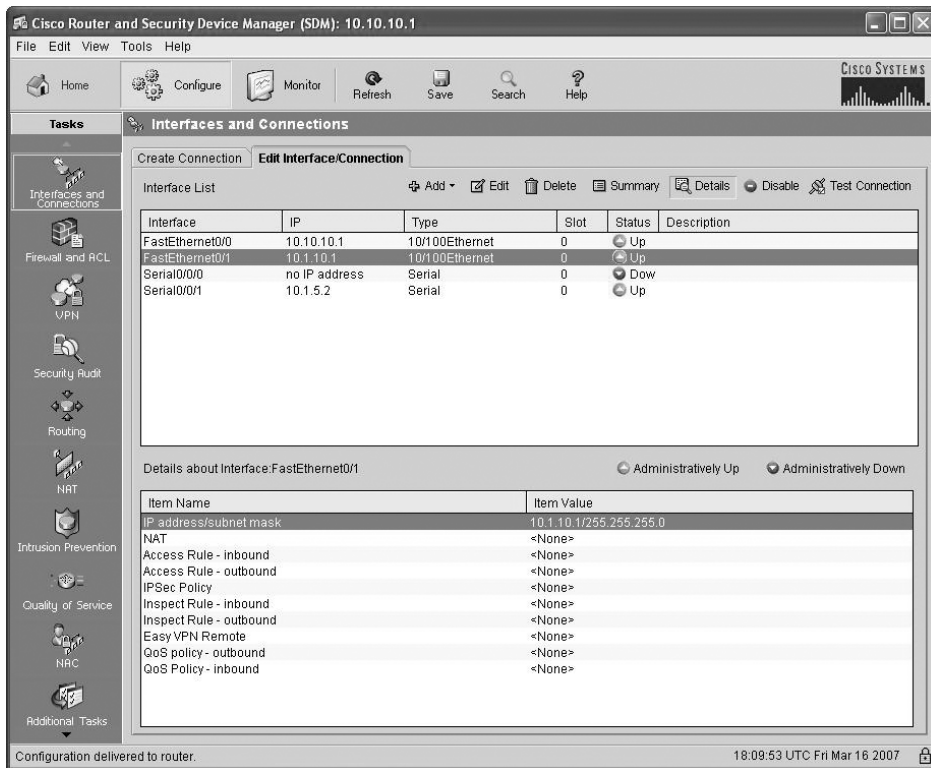 Cisco Router and Security Device Manager (SDM): 10.10.10.1
File Edit View Tools Help
Home Configure Monitor Refresh Save Search Help
CISCO SYSTEMS
Tasks
Interfaces and Connections
Firewall and ACL
VPN
Security Audit
Routing
NAT
Intrusion Prevention
Quality of Service
NAC
Additional Tasks
Interfaces and Connections
Create Connection Edit Interface/Connection
Interface List Add Edit Delete Summary Details Disable Test Connection
Interface IP Type Slot Status Description
FastEthernet0/0 10.10.10.1 10/100Ethernet 0 Up
FastEthernet0/1 10.1.10.1 10/100Ethernet 0 Up
Serial0/0/0 no IP address Serial 0 Dow
Serial0/0/1 10.1.5.2 Serial 0 Up
Details about Interface:FastEthernet0/1 Administratively Up Administratively Down
Item Name Item Value
IP address/subnet mask 10.1.10.1/255.255.255.0
NAT <None>
Access Rule - inbound <None>
Access Rule - outbound <None>
IPSec Policy <None>
Inspect Rule - inbound <None>
Inspect Rule - outbound <None>
Easy VPN Remote <None>
QoS policy - outbound <None>
QoS Policy - inbound <None>
Configuration delivered to router. 18:09:53 UTC Fri Mar 16 2007